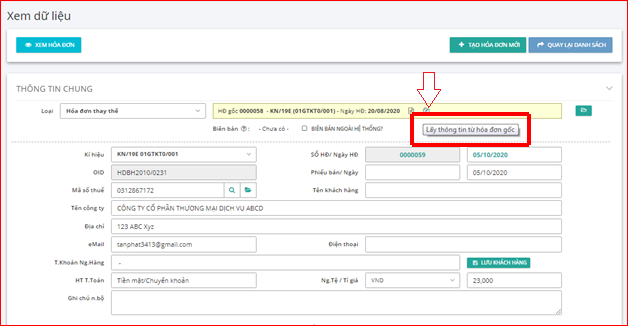 Xem dữ liệu
XEM HÓA ĐƠN
TẠO HÓA ĐƠN MỚI
QUAY LẠI DANH SÁCH
THÔNG TIN CHUNG
Loại Hóa đơn thay thế HĐ gốc 0000058 - KN/19E (01GTKT0/001) - Ngày HĐ: 20/08/2020
Biên bản : - Chưa có - BIÊN BẢN NGOÀI HỆ THỐNG? Lấy thông tin từ hóa đơn gốc
Kí hiệu KN/19E 01GTKT0/001 SỐ HĐ/ Ngày HĐ 0000059 05/10/2020
OID HDBH2010/0231 Phiếu bán/ Ngày 05/10/2020
Mã số thuế 0312867172 Tên khách hàng
Tên công ty CÔNG TY CỔ PHẦN THƯƠNG MẠI DỊCH VỤ ABCD
Địa chỉ 123 ABC Xyz
eMail tanphat3413@gmail.com Điện thoại
T.Khoản Ng.Hàng - LƯU KHÁCH HÀNG
HT T.Toán Tiền mặt/Chuyển khoản Ng.Tệ / Tỉ giá VND 23,000
Ghi chú n.bộ